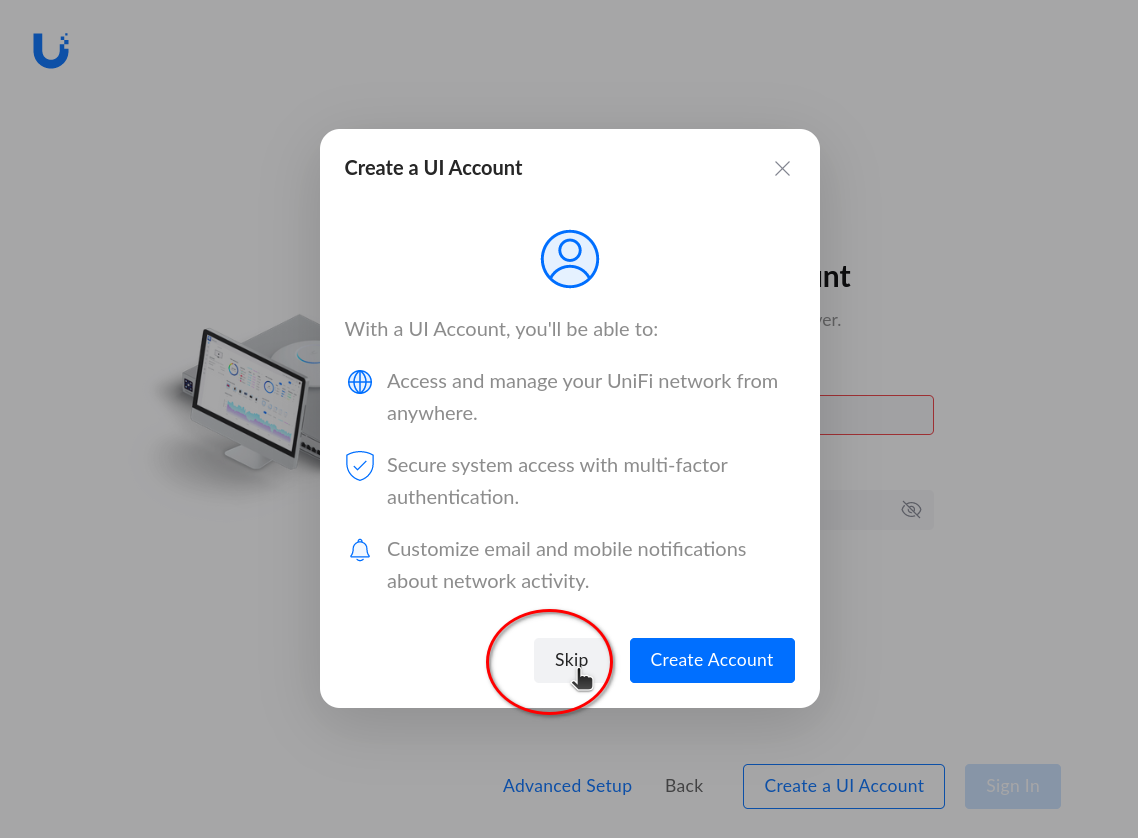 Create a UI Account
With a UI Account, you'll be able to:
Access and manage your UniFi network from
anywhere.
Secure system access with multi-factor
authentication.
Customize email and mobile notifications
about network activity.
Skip
Create Account
Advanced Setup
Back
Create a UI Account
Sign In